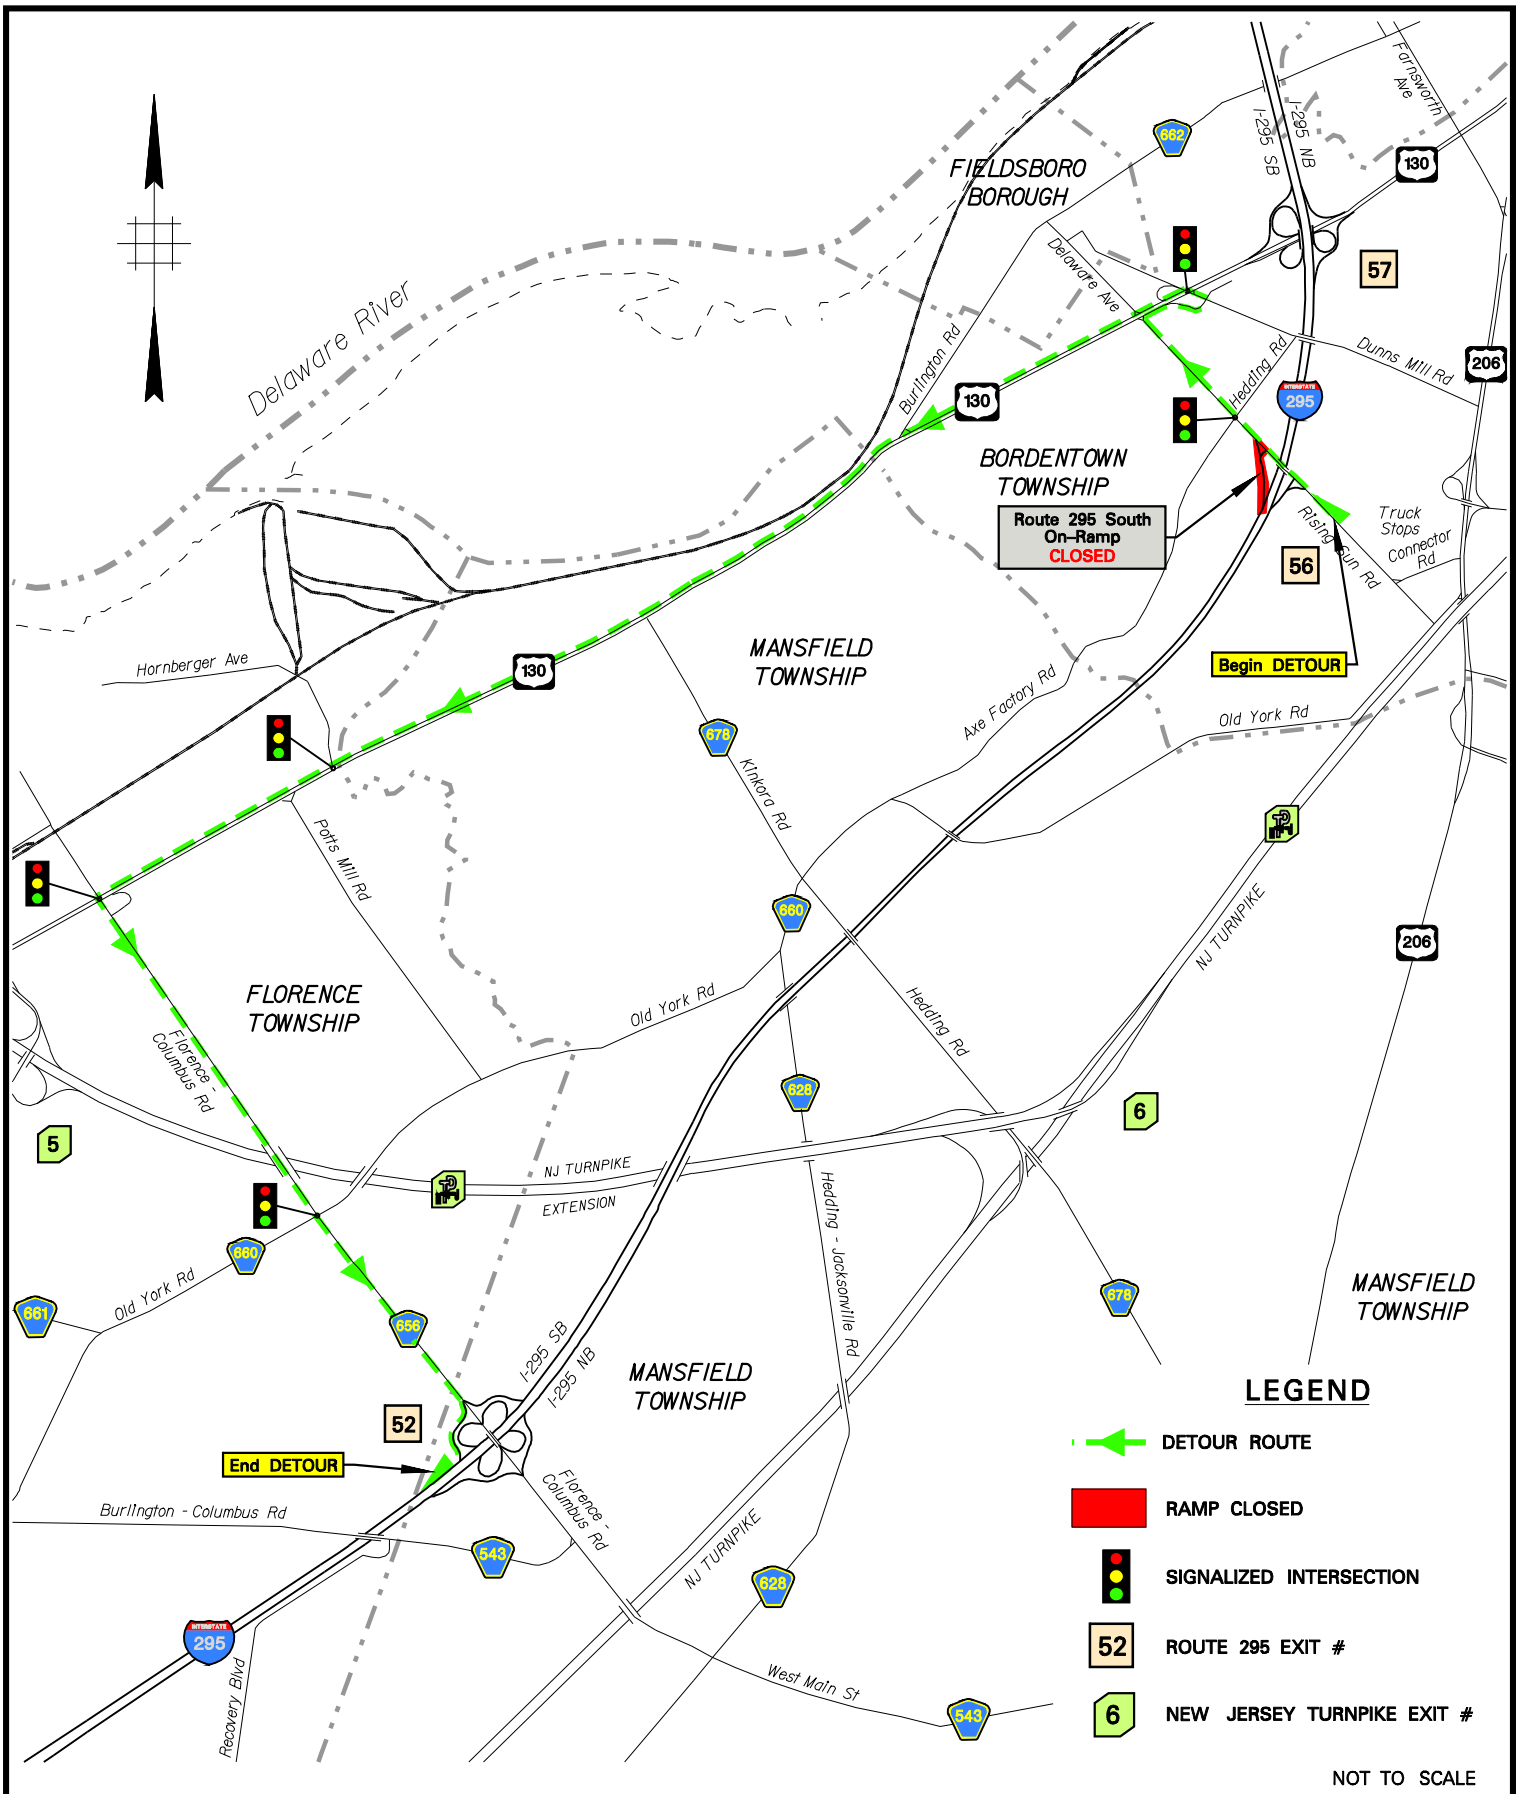 Farnsworth
Ave
I-295 NB
I-295 SB
662
130
FIELDSBORO
BOROUGH
57
Delaware Ave
Delaware River
Burlington Rd
Hedding Rd
Dunns Mill Rd
206
INTERSTATE
295
130
BORDENTOWN
TOWNSHIP
Route 295 South
On-Ramp
CLOSED
Rising Sun Rd
Truck
Stops
Connector
Rd
56
Begin DETOUR
MANSFIELD
TOWNSHIP
Hornberger Ave
130
678
Kinkora Rd
Axe Factory Rd
Old York Rd
Potts Mill Rd
TP
660
NJ TURNPIKE
206
FLORENCE
TOWNSHIP
Old York Rd
Hedding Rd
Florence -
Columbus Rd
628
6
5
NJ TURNPIKE
EXTENSION
TP
Hedding - Jacksonville Rd
660
Old York Rd
661
656
678
MANSFIELD
TOWNSHIP
I-295 SB
I-295 NB
MANSFIELD
TOWNSHIP
52
End DETOUR
Florence -
Columbus Rd
Burlington - Columbus Rd
543
NJ TURNPIKE
628
INTERSTATE
295
Recovery Blvd
West Main St
543
LEGEND
DETOUR ROUTE
RAMP CLOSED
SIGNALIZED INTERSECTION
52
ROUTE 295 EXIT #
6
NEW JERSEY TURNPIKE EXIT #
NOT TO SCALE